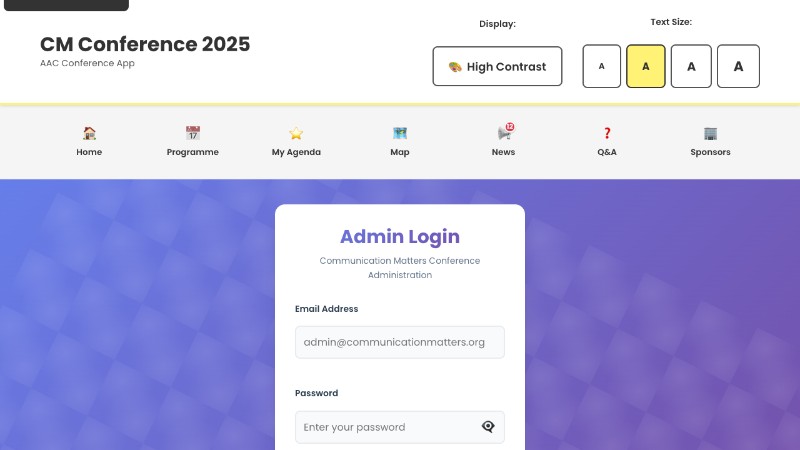 CM Conference 2025
AAC Conference App
Display:
High Contrast
Text Size:
A A A A
Home Programme My Agenda Map News Q&A Sponsors
17
12
Admin Login
Communication Matters Conference
Administration
Email Address
admin@communicationmatters.org
Password
Enter your password